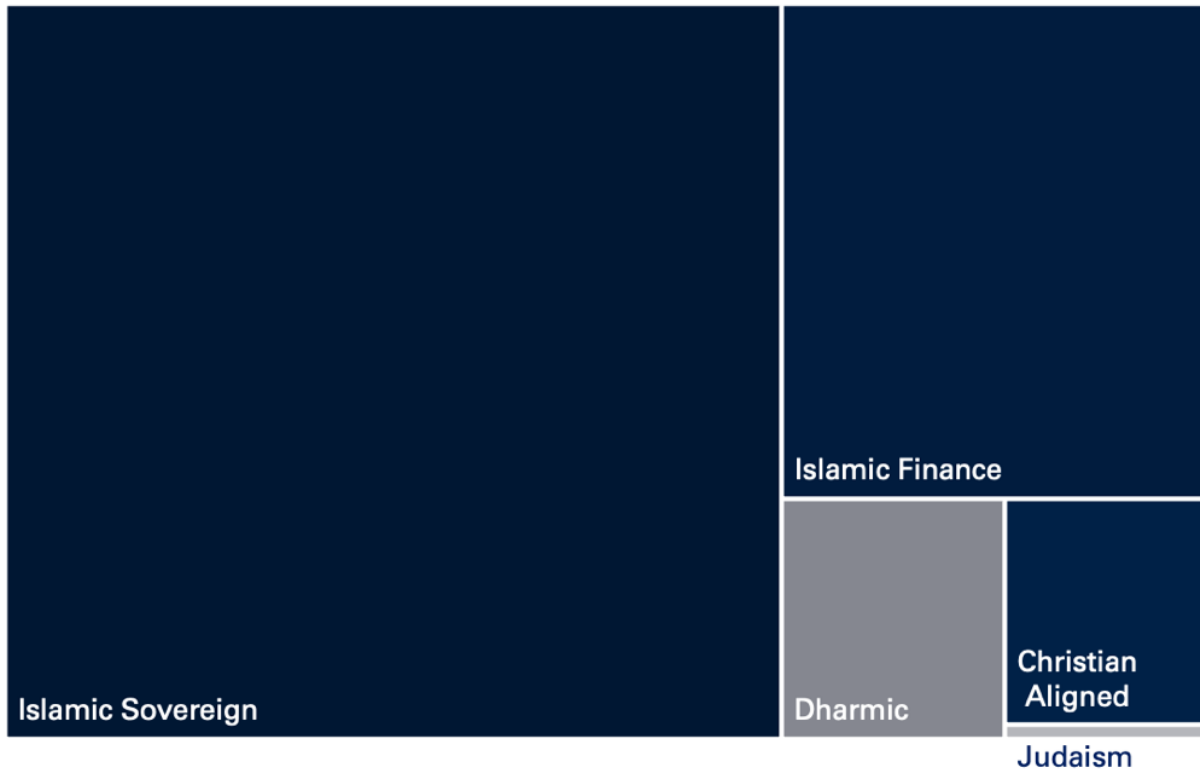 Islamic Finance
Islamic Sovereign
Dharmic
Christian
Aligned
Judaism